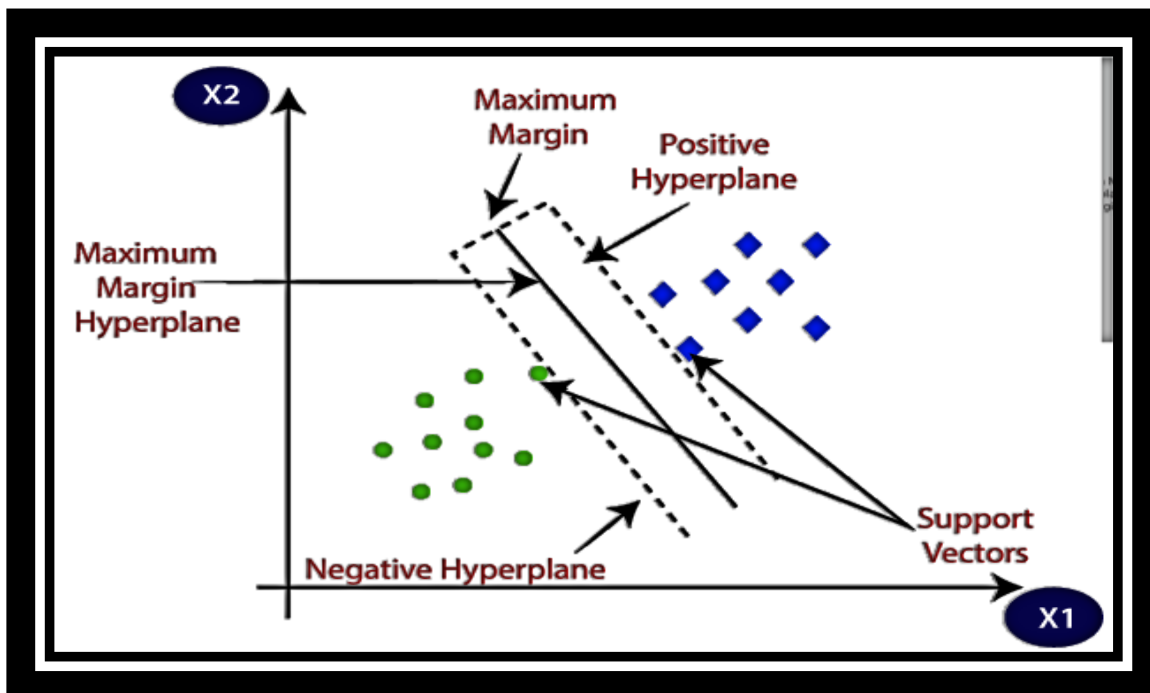 X2
Maximum
Margin
Positive
Hyperplane
Maximum
Margin
Hyperplane
Support
Vectors
Negative Hyperplane
X1